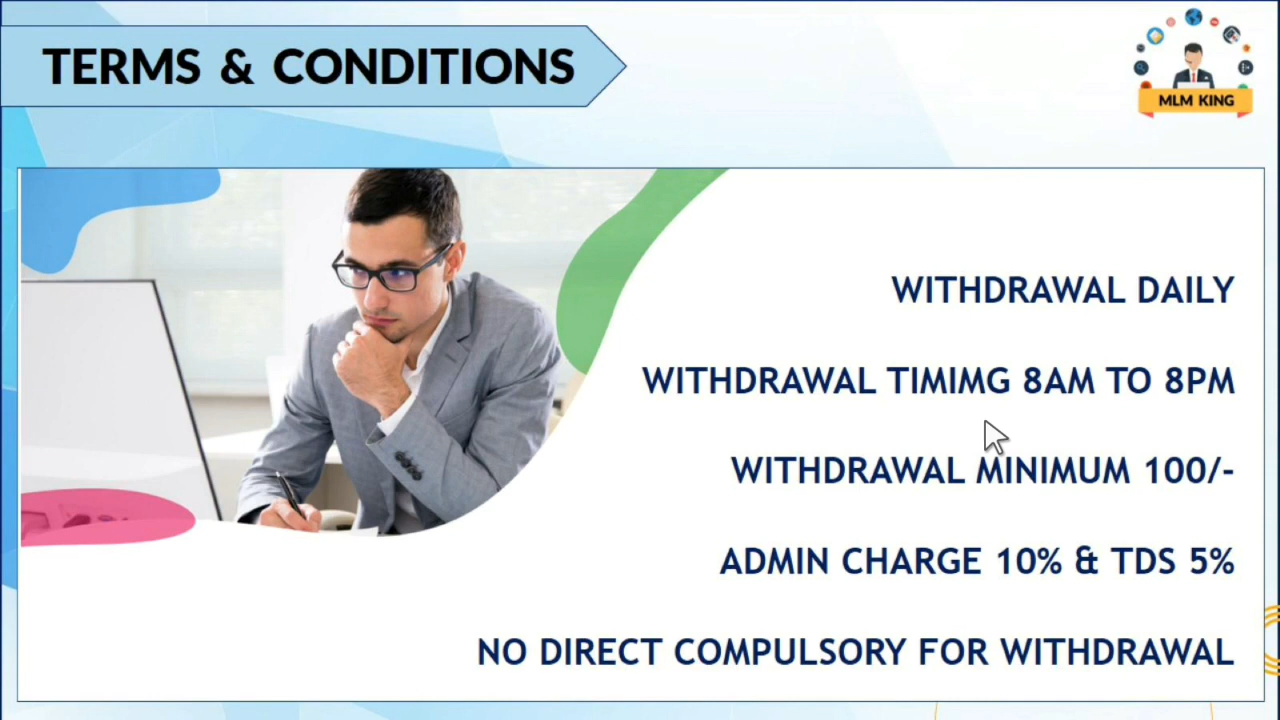 TERMS & CONDITIONS
MLM KING
WITHDRAWAL DAILY
WITHDRAWAL TIMIMG 8AM TO 8PM
WITHDRAWAL MINIMUM 100/-
ADMIN CHARGE 10% & TDS 5%
NO DIRECT COMPULSORY FOR WITHDRAWAL